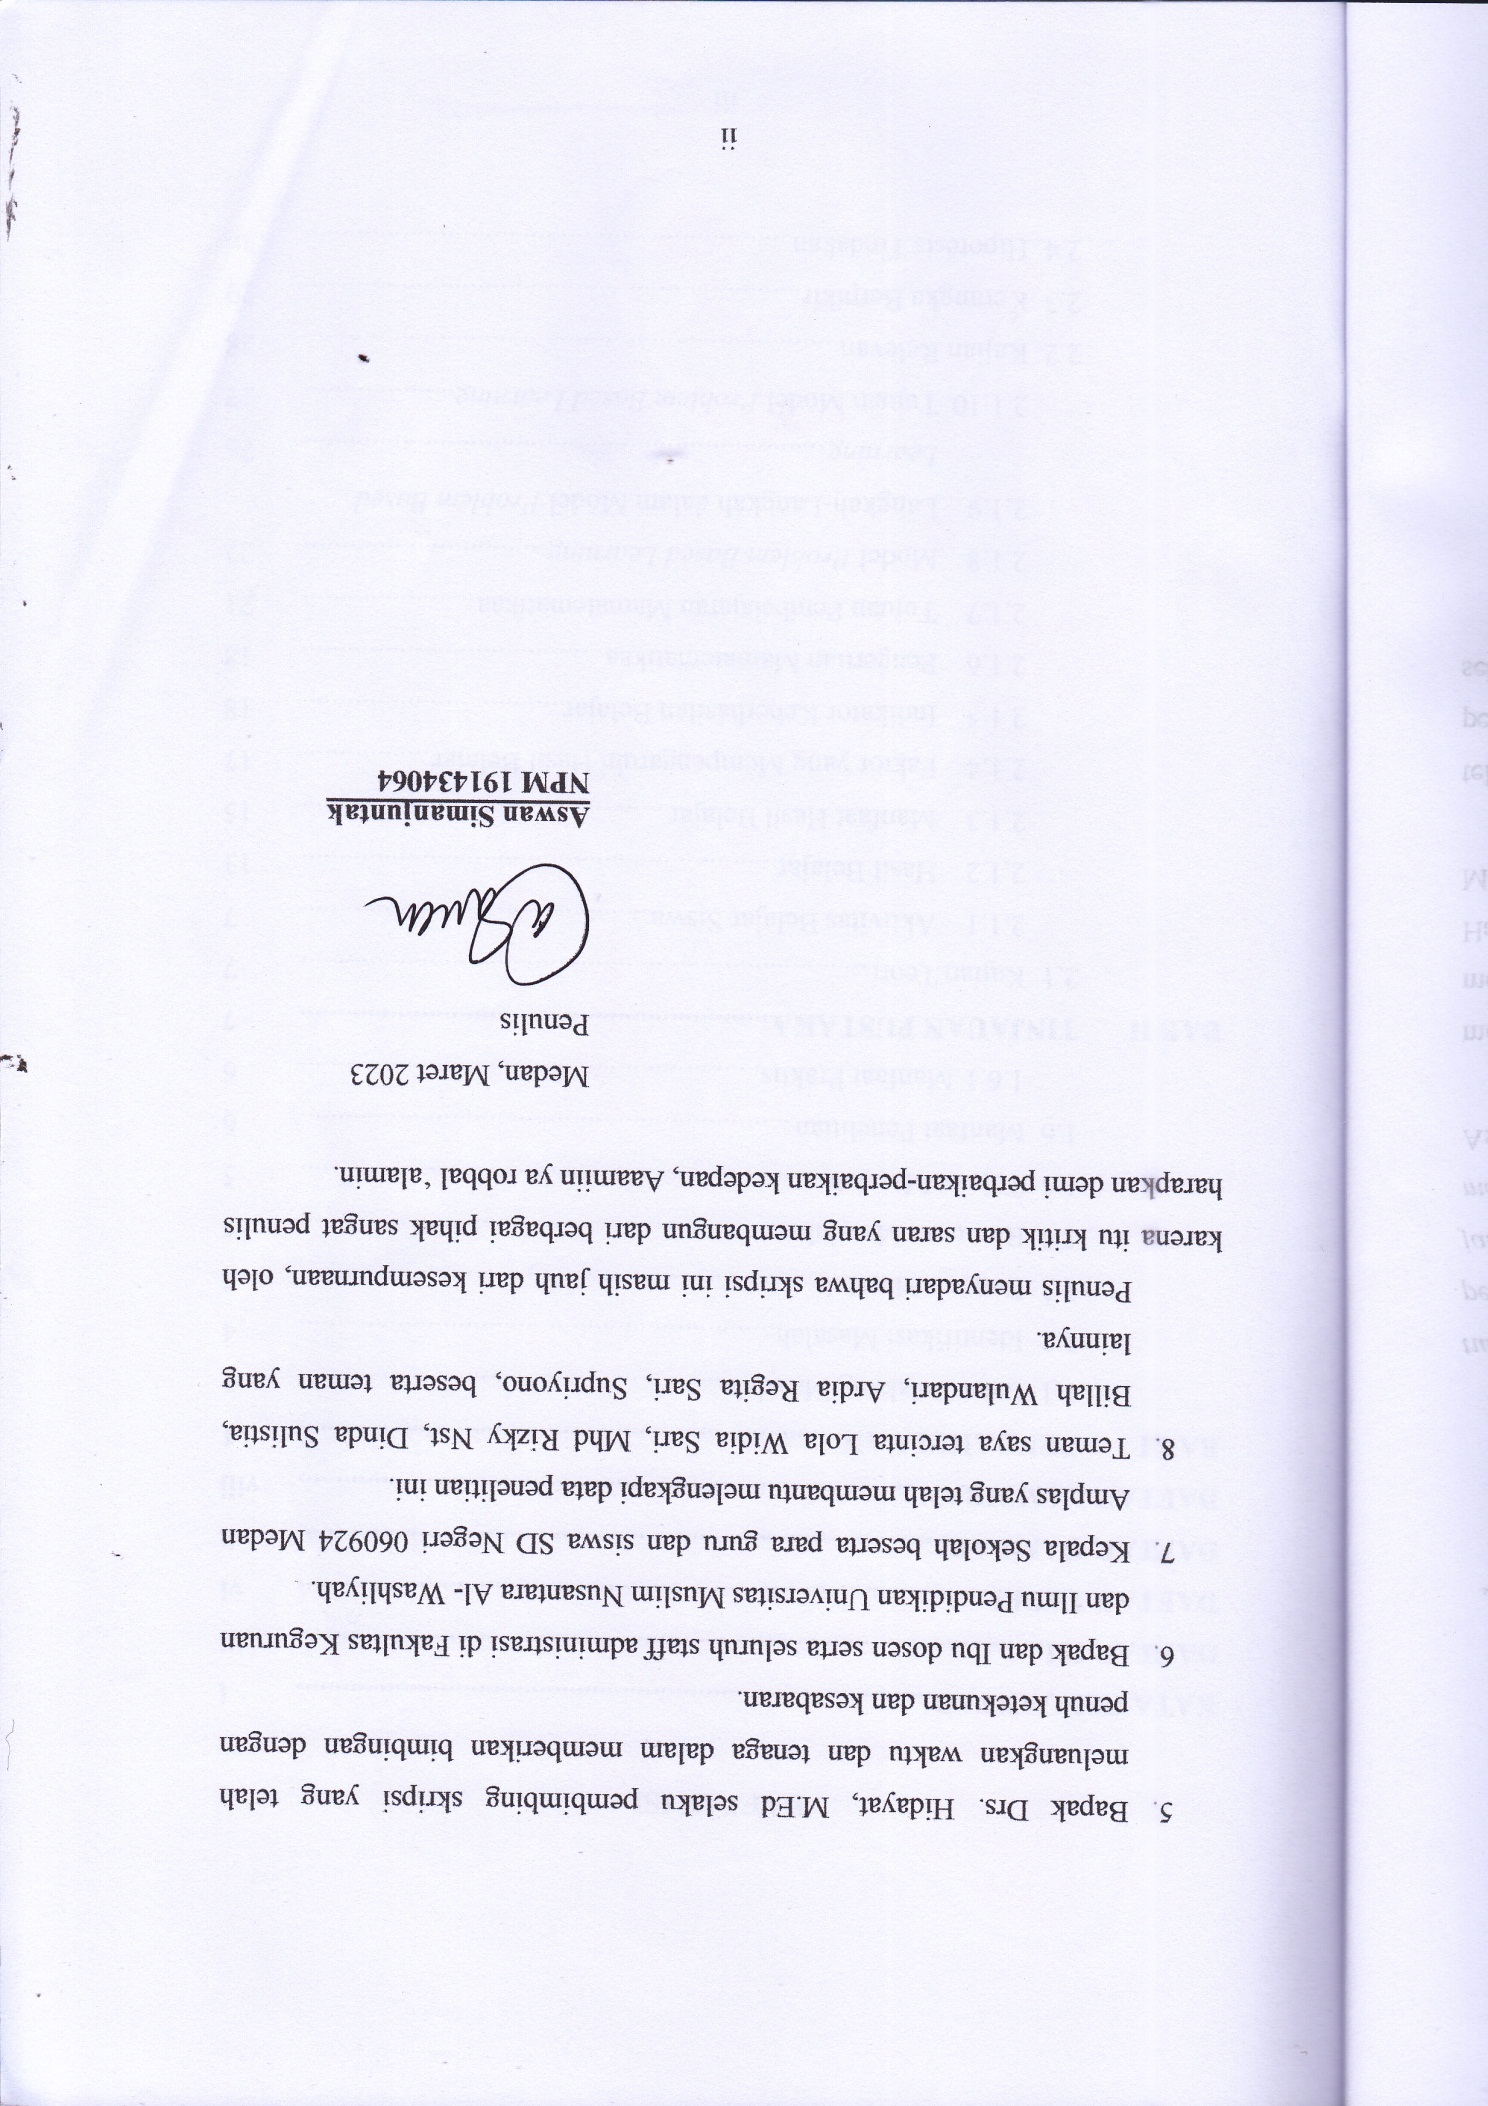 5. Bapak Drs. Hidayat, M.Ed selaku pembimbing skripsi yang telah
meluangkan waktu dan tenaga dalam memberikan bimbingan dengan
penuh ketekunan dan kesabaran.
6. Bapak dan Ibu dosen serta seluruh staff administrasi di Fakultas Keguruan
dan Ilmu Pendidikan Universitas Muslim Nusantara Al- Washliyah.
7. Kepala Sekolah beserta para guru dan siswa SD Negeri 060924 Medan
Amplas yang telah membantu melengkapi data penelitian ini.
8. Teman saya tercinta Lola Widia Sari, Mhd Rizky Nst, Dinda Sulistia,
Billah Wulandari, Ardia Regita Sari, Supriyono, beserta teman yang
lainnya.
Penulis menyadari bahwa skripsi ini masih jauh dari kesempurnaan, oleh
karena itu kritik dan saran yang membangun dari berbagai pihak sangat penulis
harapkan demi perbaikan-perbaikan kedepan, Aaamiin ya robbal ‘alamin.
Medan, Maret 2023
Penulis
Aswan Simanjuntak
NPM 191434064
ii